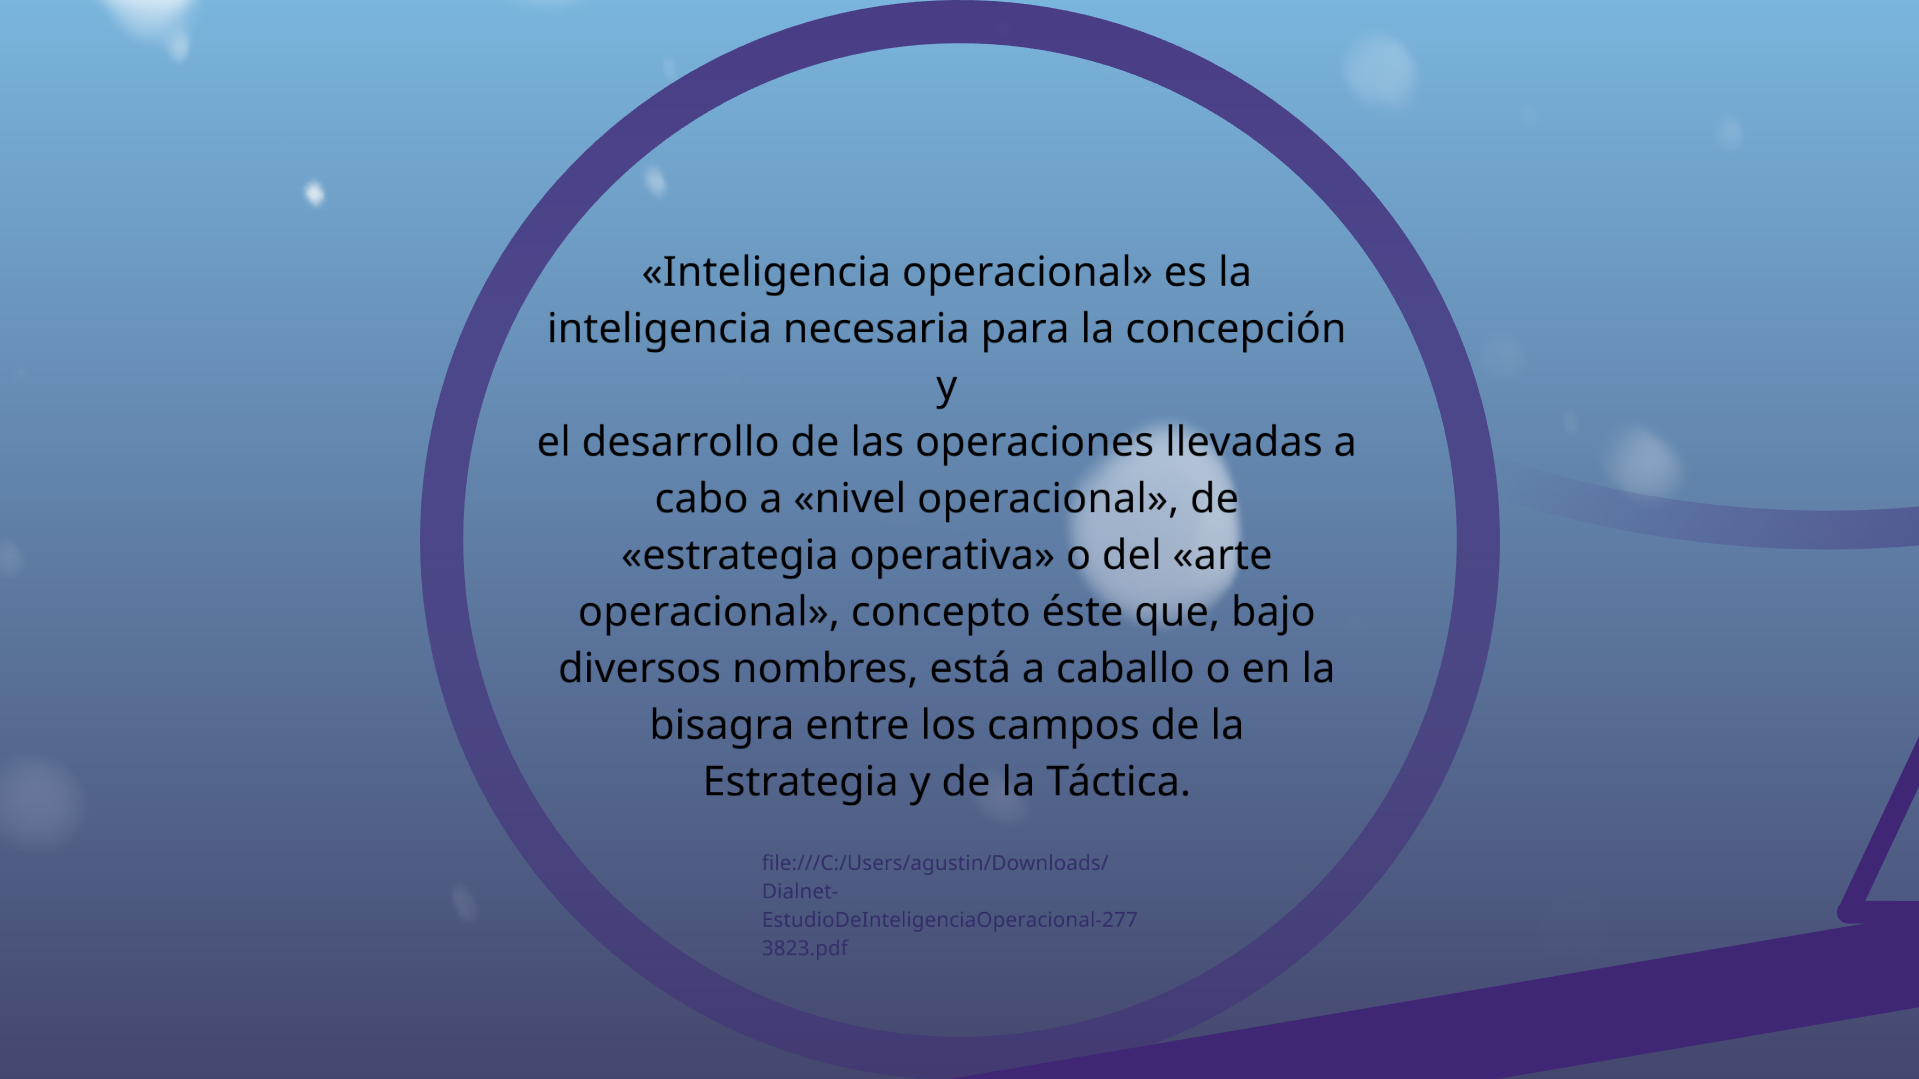 «Inteligencia operacional» es la
inteligencia necesaria para la concepción
y
el desarrollo de las operaciones llevadas a
cabo a «nivel operacional», de
«estrategia operativa» o del «arte
operacional», concepto éste que, bajo
diversos nombres, está a caballo o en la
bisagra entre los campos de la
Estrategia y de la Táctica.
file:///C:/Users/agustin/Downloads/
Dialnet-
EstudioDeInteligenciaOperacional-277
3823.pdf